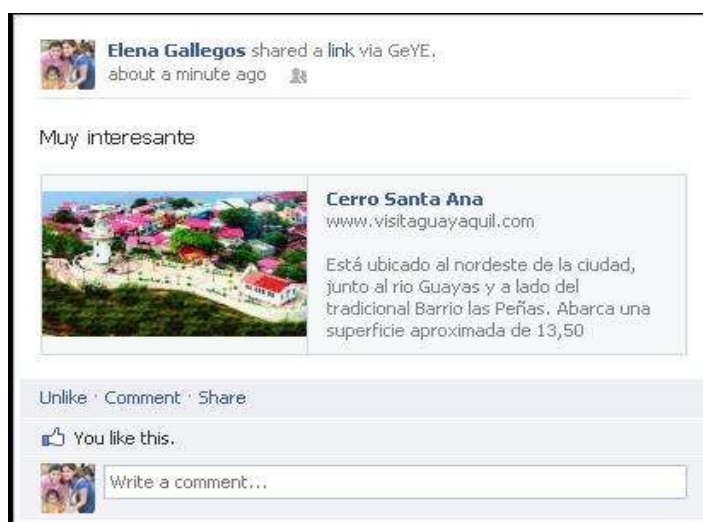 Elena Gallegos shared a link via GeYE.
about a minute ago
Muy interesante
Cerro Santa Ana
www.visitaguayaquil.com
Está ubicado al nordeste de la ciudad,
junto al rio Guayas y a lado del
tradicional Barrio las Peñas. Abarca una
superficie aproximada de 13,50
Unlike · Comment · Share
You like this.
Write a comment...